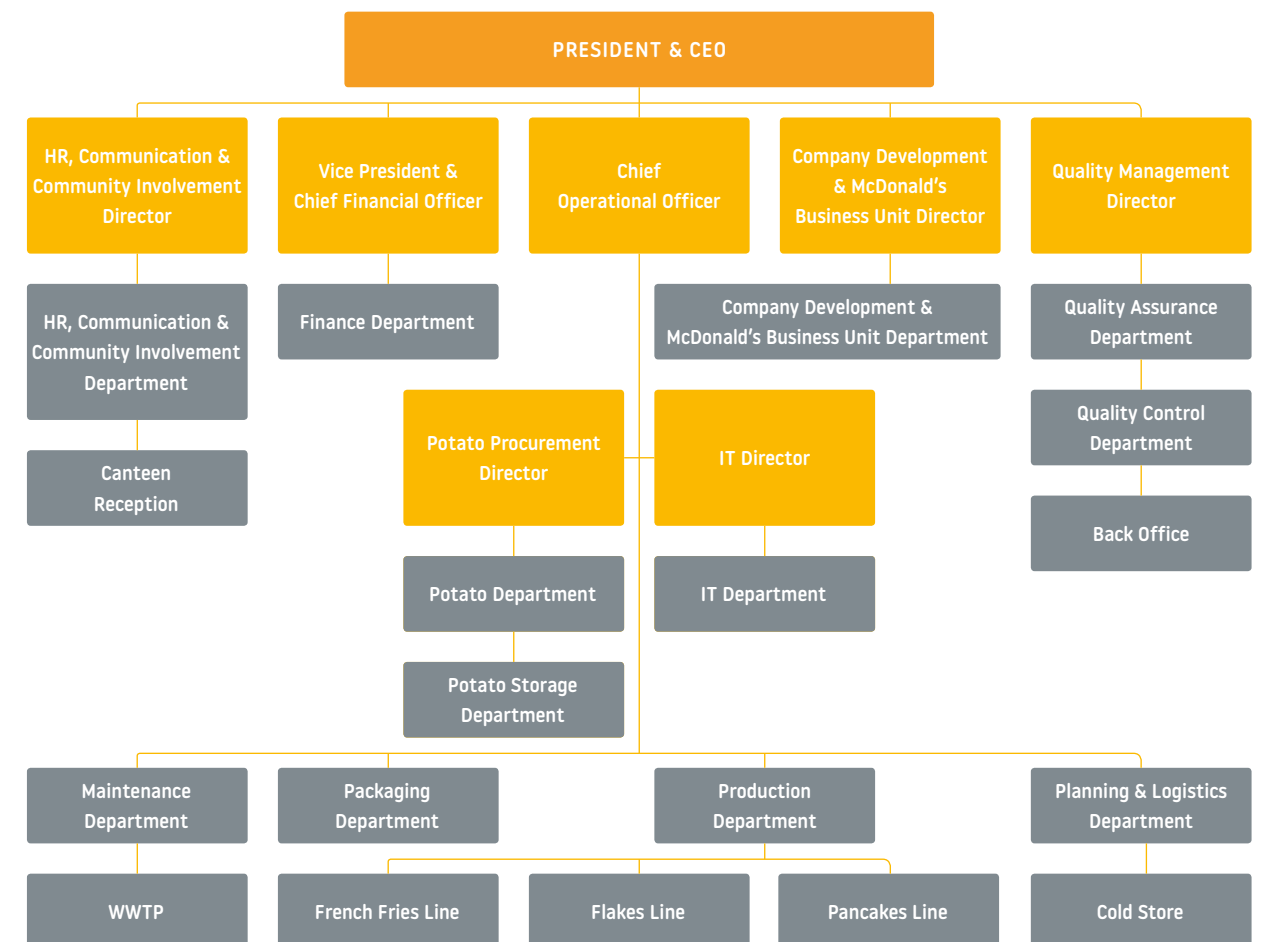 PRESIDENT & CEO
HR, Communication &
Community Involvement
Director
Vice President &
Chief Financial Officer
Chief
Operational Officer
Company Development
& McDonald’s
Business Unit Director
Quality Management
Director
HR, Communication &
Community Involvement
Department
Finance Department
Company Development &
McDonald’s Business Unit Department
Quality Assurance
Department
Canteen
Reception
Potato Procurement
Director
IT Director
Quality Control
Department
Back Office
Potato Department
IT Department
Potato Storage
Department
Maintenance
Department
Packaging
Department
Production
Department
Planning & Logistics
Department
WWTP
French Fries Line
Flakes Line
Pancakes Line
Cold Store